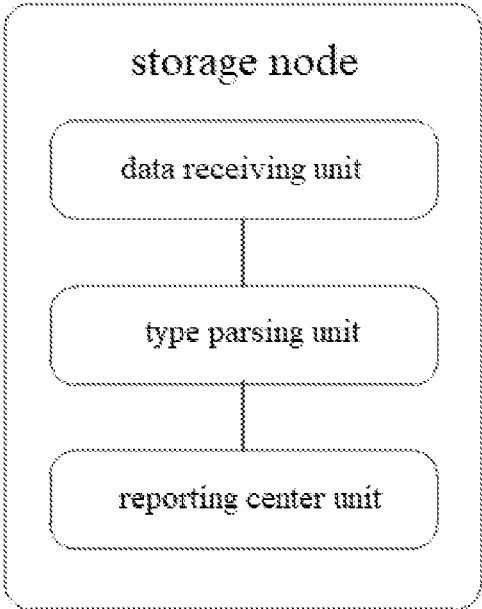 storage node
data receiving unit
type parsing unit
reporting center unit